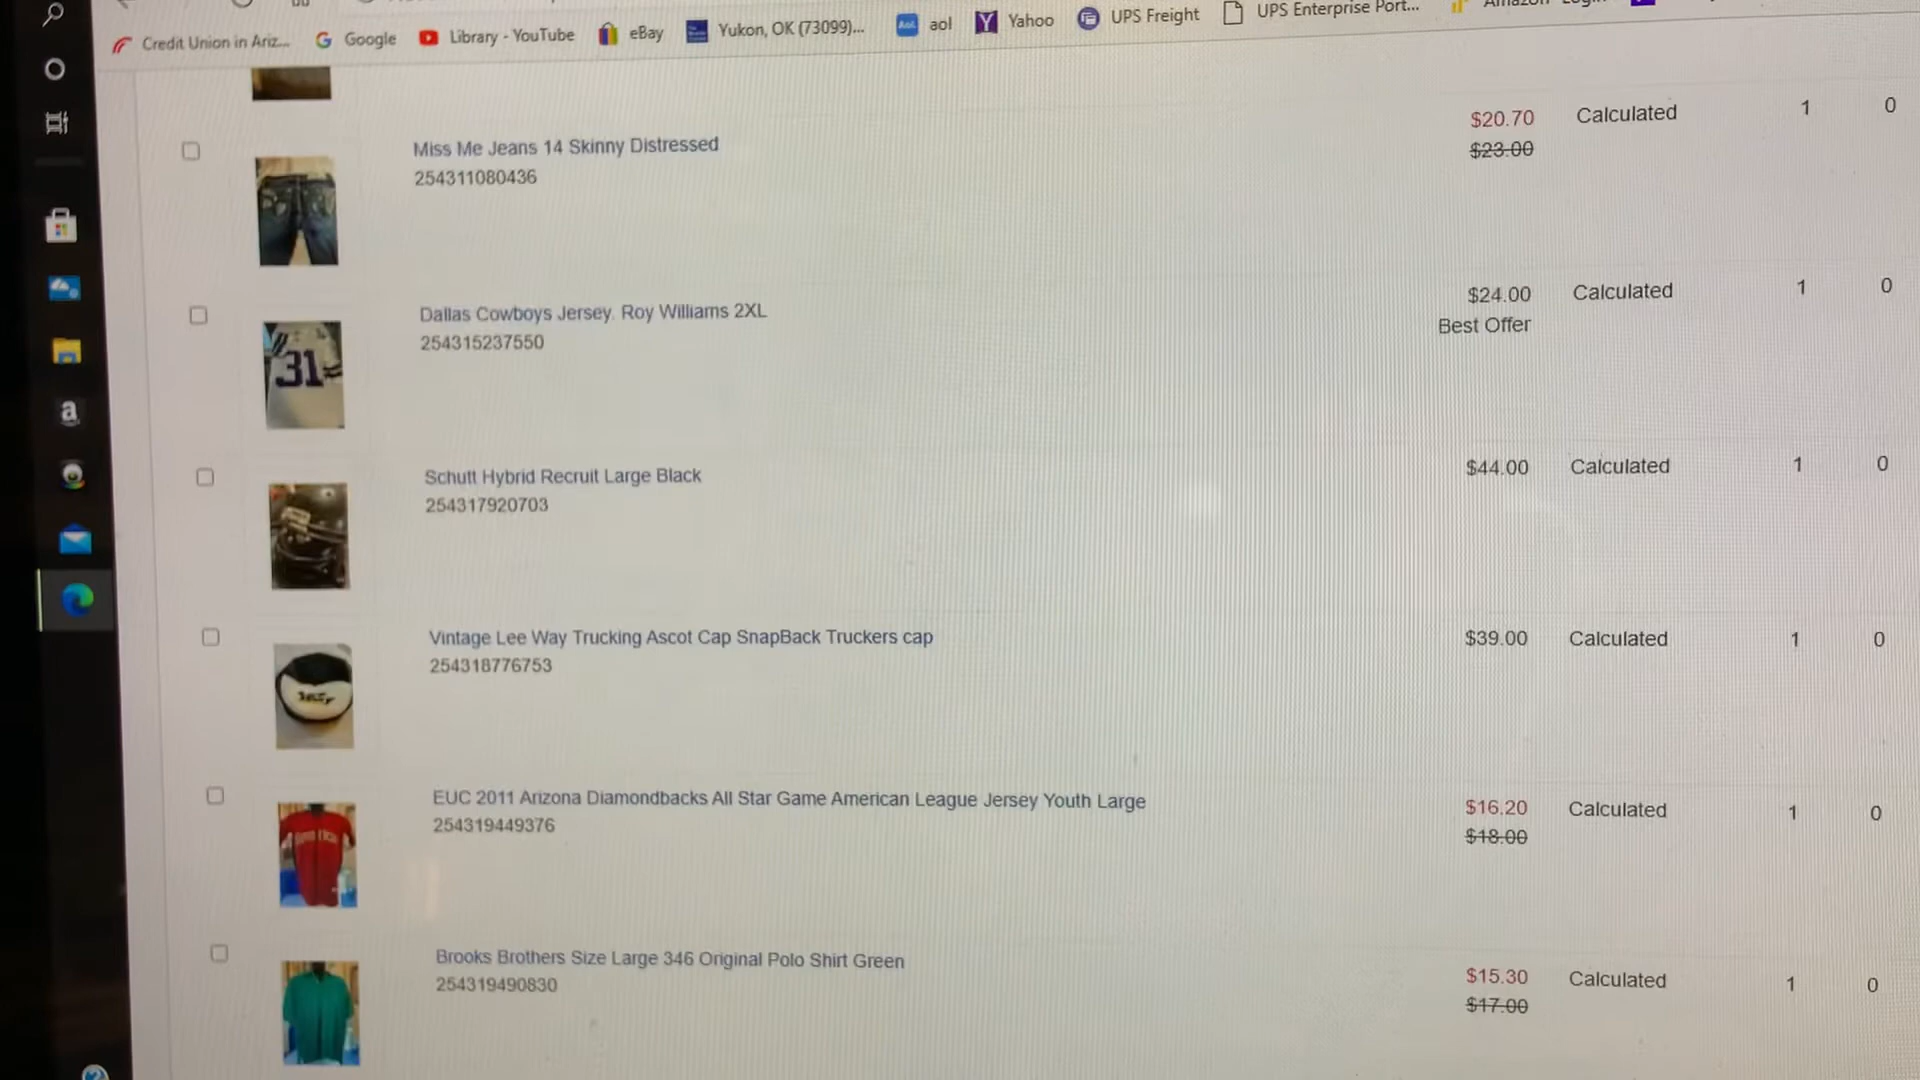 Credit Union in Ariz...
Google
Library - YouTube
eBay
Yukon, OK (73099)...
Aol.
aol
Y
Yahoo
UPS Freight
UPS Enterprise Port...
Miss Me Jeans 14 Skinny Distressed
254311080436
$20.70
$23.00
Calculated
1
0
Dallas Cowboys Jersey. Roy Williams 2XL
254315237550
31
$24.00
Best Offer
Calculated
1
0
Schutt Hybrid Recruit Large Black
254317920703
$44.00
Calculated
1
0
a
Vintage Lee Way Trucking Ascot Cap SnapBack Truckers cap
254318776753
$39.00
Calculated
1
0
EUC 2011 Arizona Diamondbacks All Star Game American League Jersey Youth Large
254319449376
$16.20
$18.00
Calculated
1
0
Brooks Brothers Size Large 346 Original Polo Shirt Green
254319490830
$15.30
$17.00
Calculated
1
0